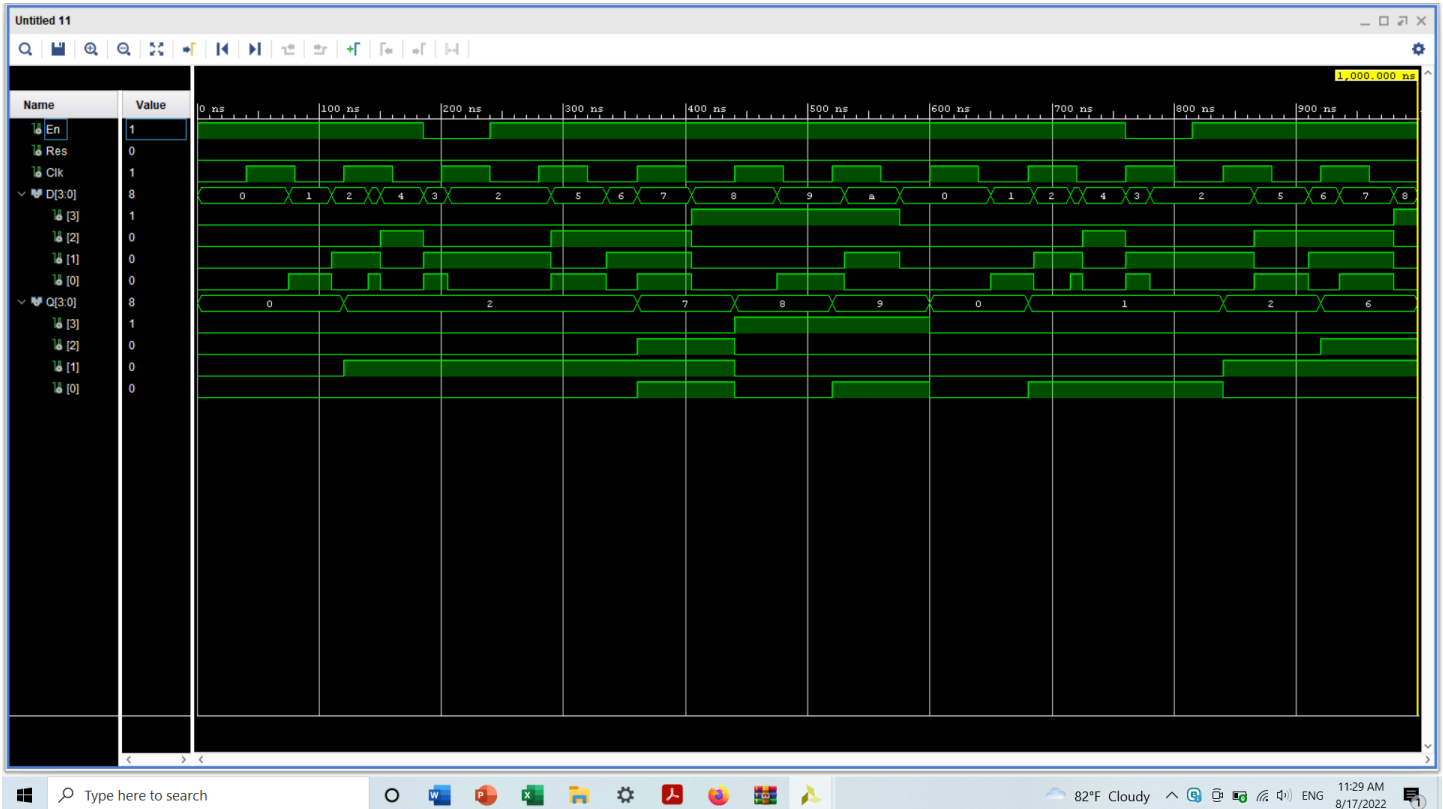 Untitled 11
1,000.000 ns
Name Value
0 ns 100 ns 200 ns 300 ns 400 ns 500 ns 600 ns 700 ns 800 ns 900 ns
En 1
Res 0
Clk 1
D[3:0] 8 0 1 2 4 3 2 5 6 7 8 9 a 0 1 2 4 3 2 5 6 7 8
[3] 1
[2] 0
[1] 0
[0] 0
Q[3:0] 8 0 2 7 8 9 0 1 2 6
[3] 1
[2] 0
[1] 0
[0] 0
Type here to search
82°F Cloudy
ENG
11:29 AM
8/17/2022
1